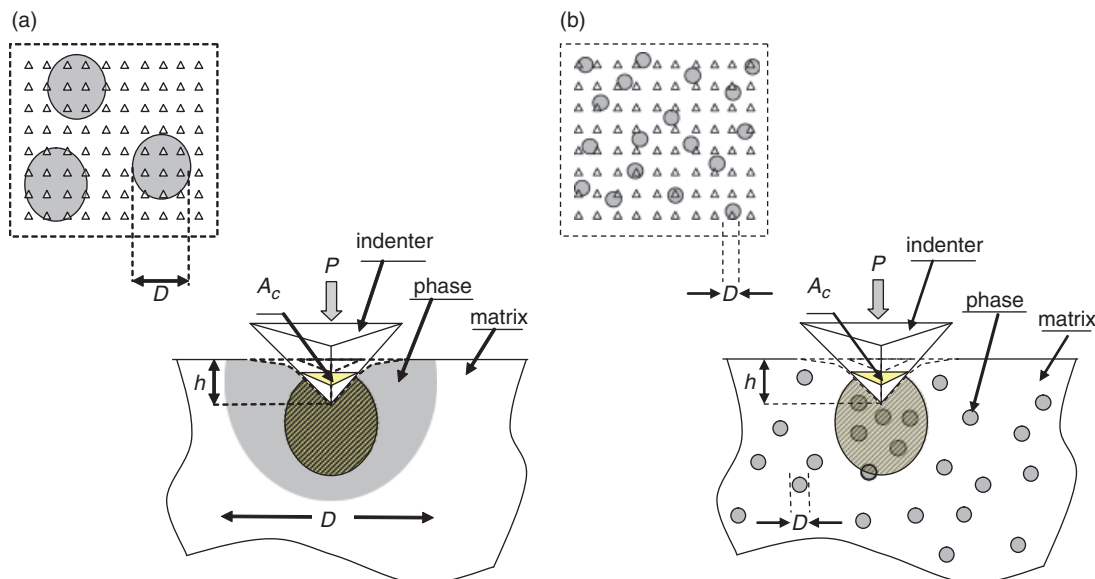 (a)
D
indenter
P
A_c
phase
matrix
h
D
(b)
D
indenter
P
A_c
phase
matrix
h
D